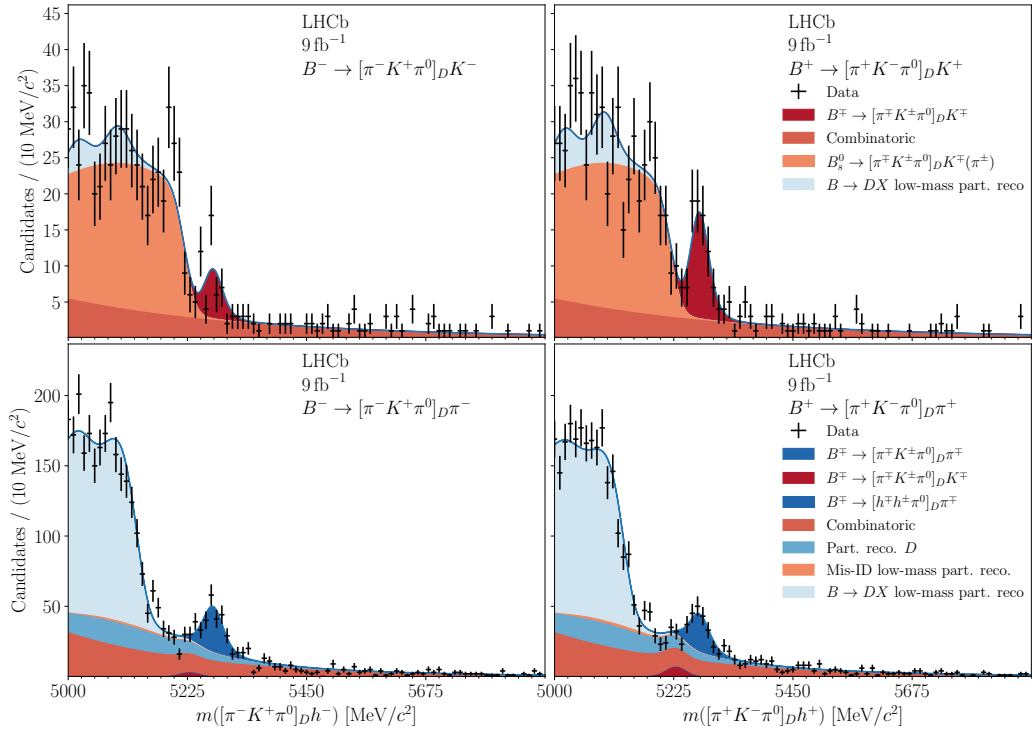 45
40
35
30
25
20
15
10
5
Candidates / (10 MeV/c²)
LHCb
9 fb⁻¹
B⁻ → [π⁻K⁺π⁰]_D K⁻
LHCb
9 fb⁻¹
B⁺ → [π⁺K⁻π⁰]_D K⁺
Data
B∓ → [π∓K±π⁰]_D K∓
Combinatoric
B_s⁰ → [π∓K±π⁰]_D K∓(π±)
B → DX low-mass part. reco
200
150
100
50
Candidates / (10 MeV/c²)
LHCb
9 fb⁻¹
B⁻ → [π⁻K⁺π⁰]_D π⁻
5000 5225 5450 5675
m([π⁻K⁺π⁰]_D h⁻) [MeV/c²]
LHCb
9 fb⁻¹
B⁺ → [π⁺K⁻π⁰]_D π⁺
Data
B∓ → [π∓K±π⁰]_D π∓
B∓ → [π∓K±π⁰]_D K∓
B∓ → [h∓h±π⁰]_D π∓
Combinatoric
Part. reco. D
Mis-ID low-mass part. reco.
B → DX low-mass part. reco
5000 5225 5450 5675
m([π⁺K⁻π⁰]_D h⁺) [MeV/c²]